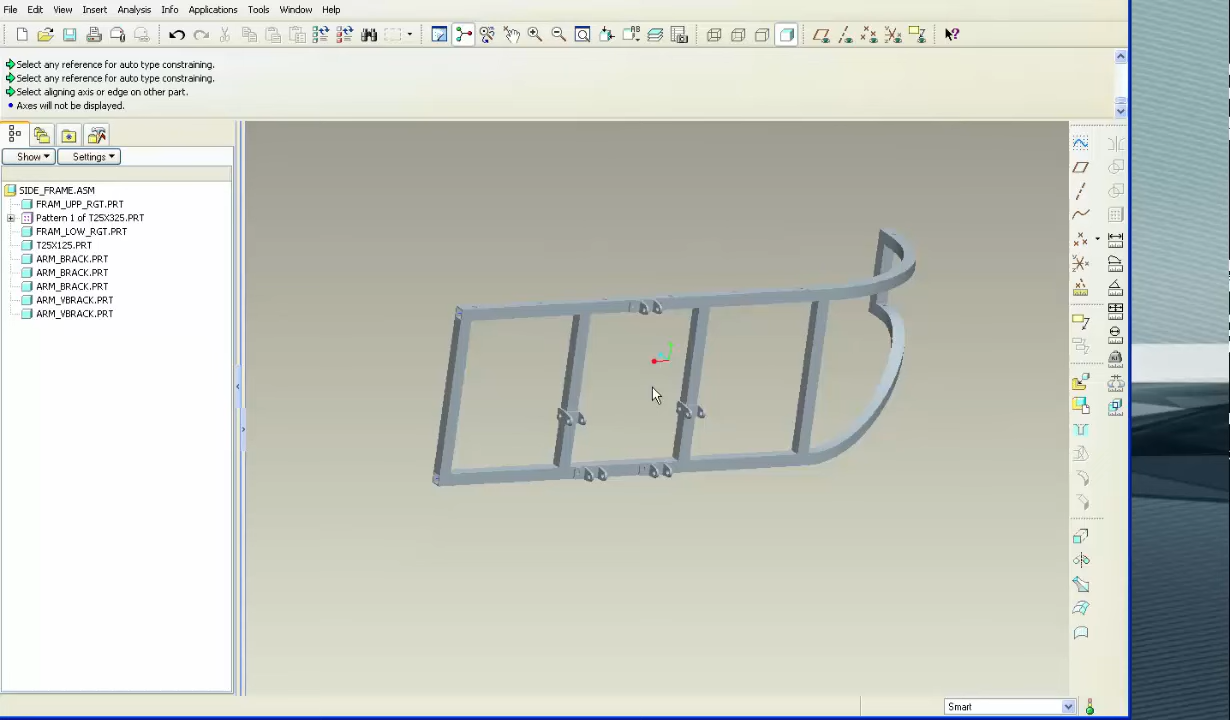 File Edit View Insert Analysis Info Applications Tools Window Help
Select any reference for auto type constraining.
Select any reference for auto type constraining.
Select aligning axis or edge on other part.
Axes will not be displayed.
Show Settings
SIDE_FRAME.ASM
FRAM_UPP_RGT.PRT
Pattern 1 of T25X325.PRT
FRAM_LOW_RGT.PRT
T25X125.PRT
ARM_BRACK.PRT
ARM_BRACK.PRT
ARM_BRACK.PRT
ARM_VBRACK.PRT
ARM_VBRACK.PRT
Smart